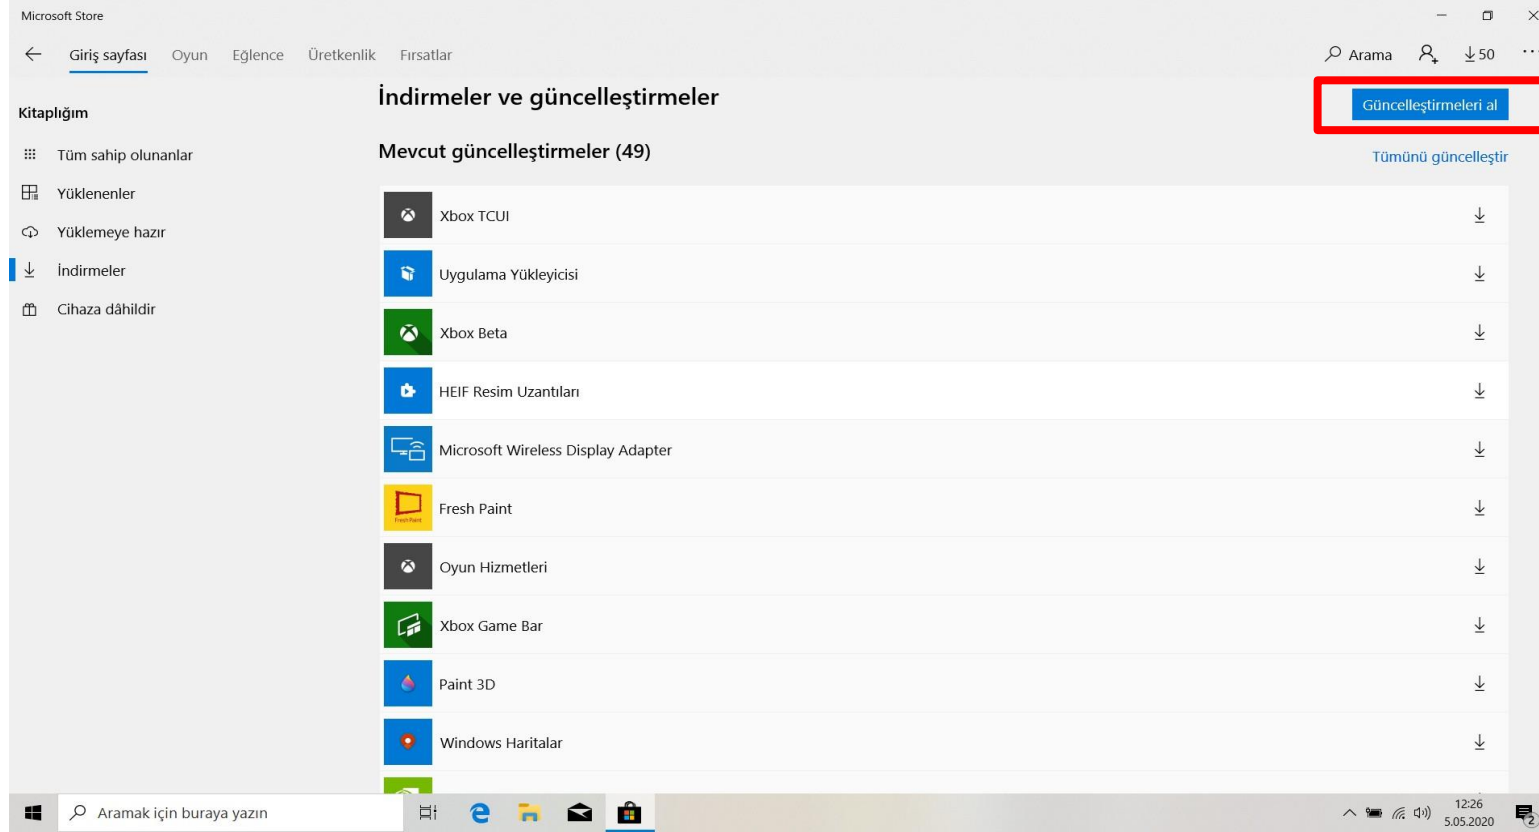 Microsoft Store
Giriş sayfası Oyun Eğlence Üretkenlik Fırsatlar
Arama 50
Kitaplığım
Tüm sahip olunanlar
Yüklenenler
Yüklemeye hazır
İndirmeler
Cihaza dâhildir
İndirmeler ve güncelleştirmeler
Güncelleştirmeleri al
Mevcut güncelleştirmeler (49)
Tümünü güncelleştir
Xbox TCUI
Uygulama Yükleyicisi
Xbox Beta
HEIF Resim Uzantıları
Microsoft Wireless Display Adapter
Fresh Paint
Fresh Paint
Oyun Hizmetleri
Xbox Game Bar
Paint 3D
Windows Haritalar
Aramak için buraya yazın
12:26
5.05.2020
2